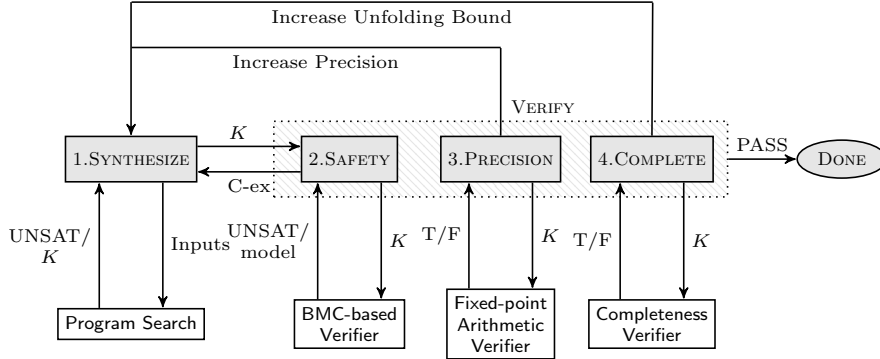 Increase Unfolding Bound
Increase Precision
VERIFY
K
PASS
1.SYNTHESIZE
2.SAFETY
3.PRECISION
4.COMPLETE
DONE
C-ex
UNSAT/
K
Inputs
UNSAT/
model
K
T/F
K
T/F
K
Program Search
BMC-based
Verifier
Fixed-point
Arithmetic
Verifier
Completeness
Verifier